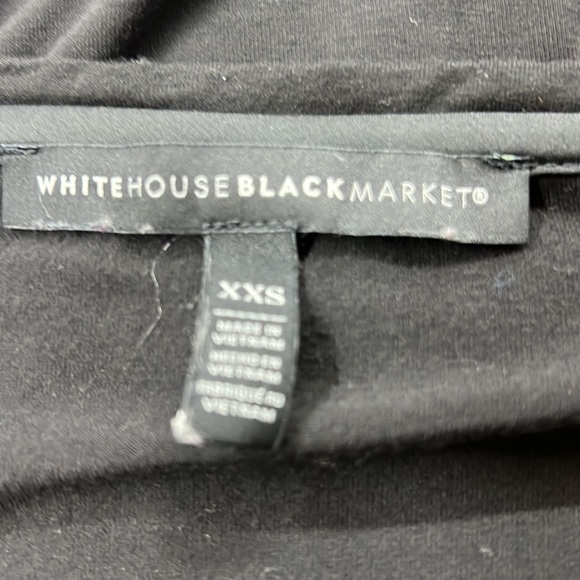 WHITEHOUSEBLACKMARKET®
XXS
MADE IN
VIETNAM
HECHO EN
VIETNAM
FABRIQUÉ AU
VIETNAM